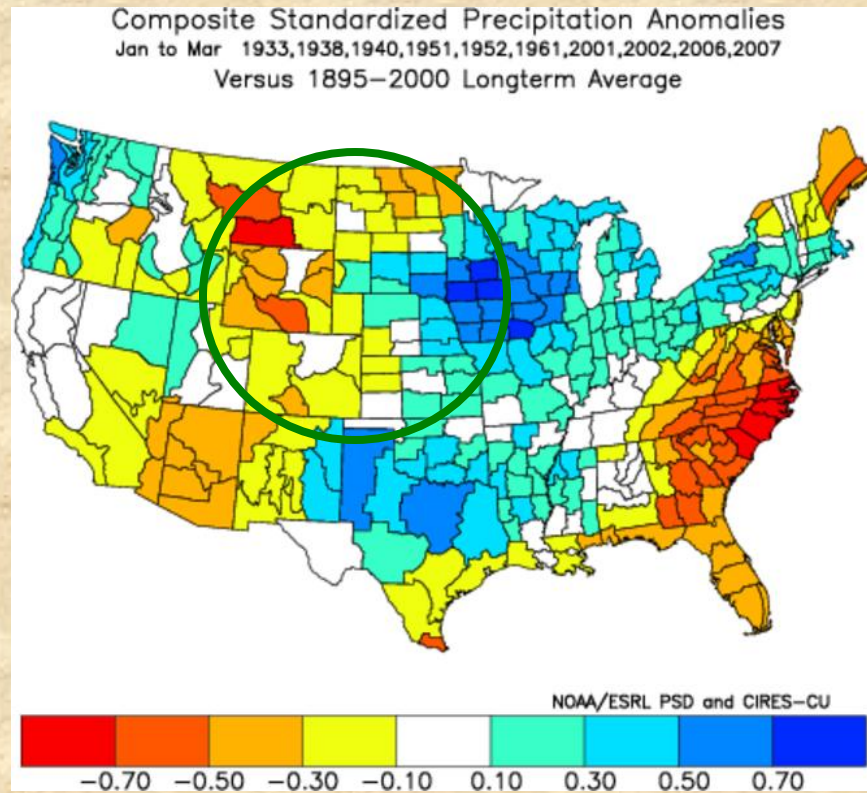 Composite Standardized Precipitation Anomalies
Jan to Mar 1933,1938,1940,1951,1952,1961,2001,2002,2006,2007
Versus 1895-2000 Longterm Average
NOAA/ESRL PSD and CIRES-CU
-0.70 -0.50 -0.30 -0.10 0.10 0.30 0.50 0.70